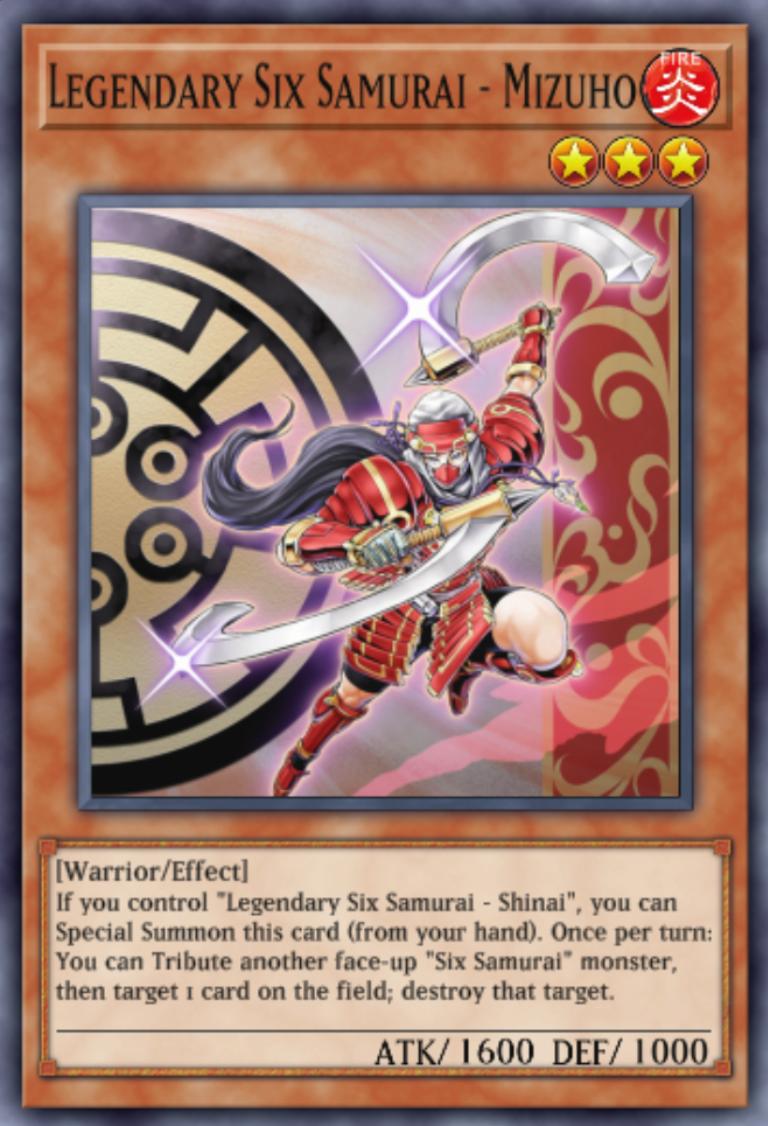 Legendary Six Samurai - Mizuho
FIRE
炎
[Warrior/Effect]
If you control "Legendary Six Samurai - Shinai", you can
Special Summon this card (from your hand). Once per turn:
You can Tribute another face-up "Six Samurai" monster,
then target 1 card on the field; destroy that target.
ATK/ 1600 DEF/ 1000